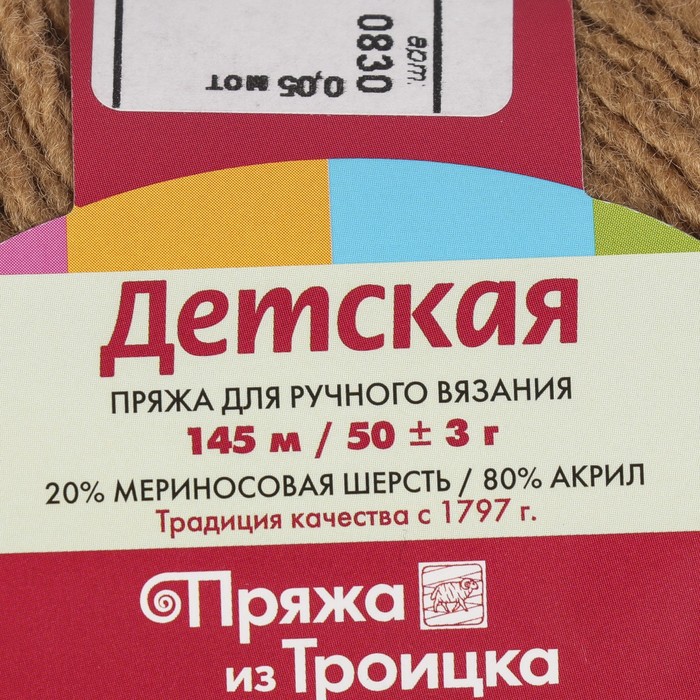 арт.
0830
0,05 мот
Детская
ПРЯЖА ДЛЯ РУЧНОГО ВЯЗАНИЯ
145 м / 50 ± 3 г
20% МЕРИНОСОВАЯ ШЕРСТЬ / 80% АКРИЛ
Традиция качества с 1797 г.
Пряжа
из Троицка